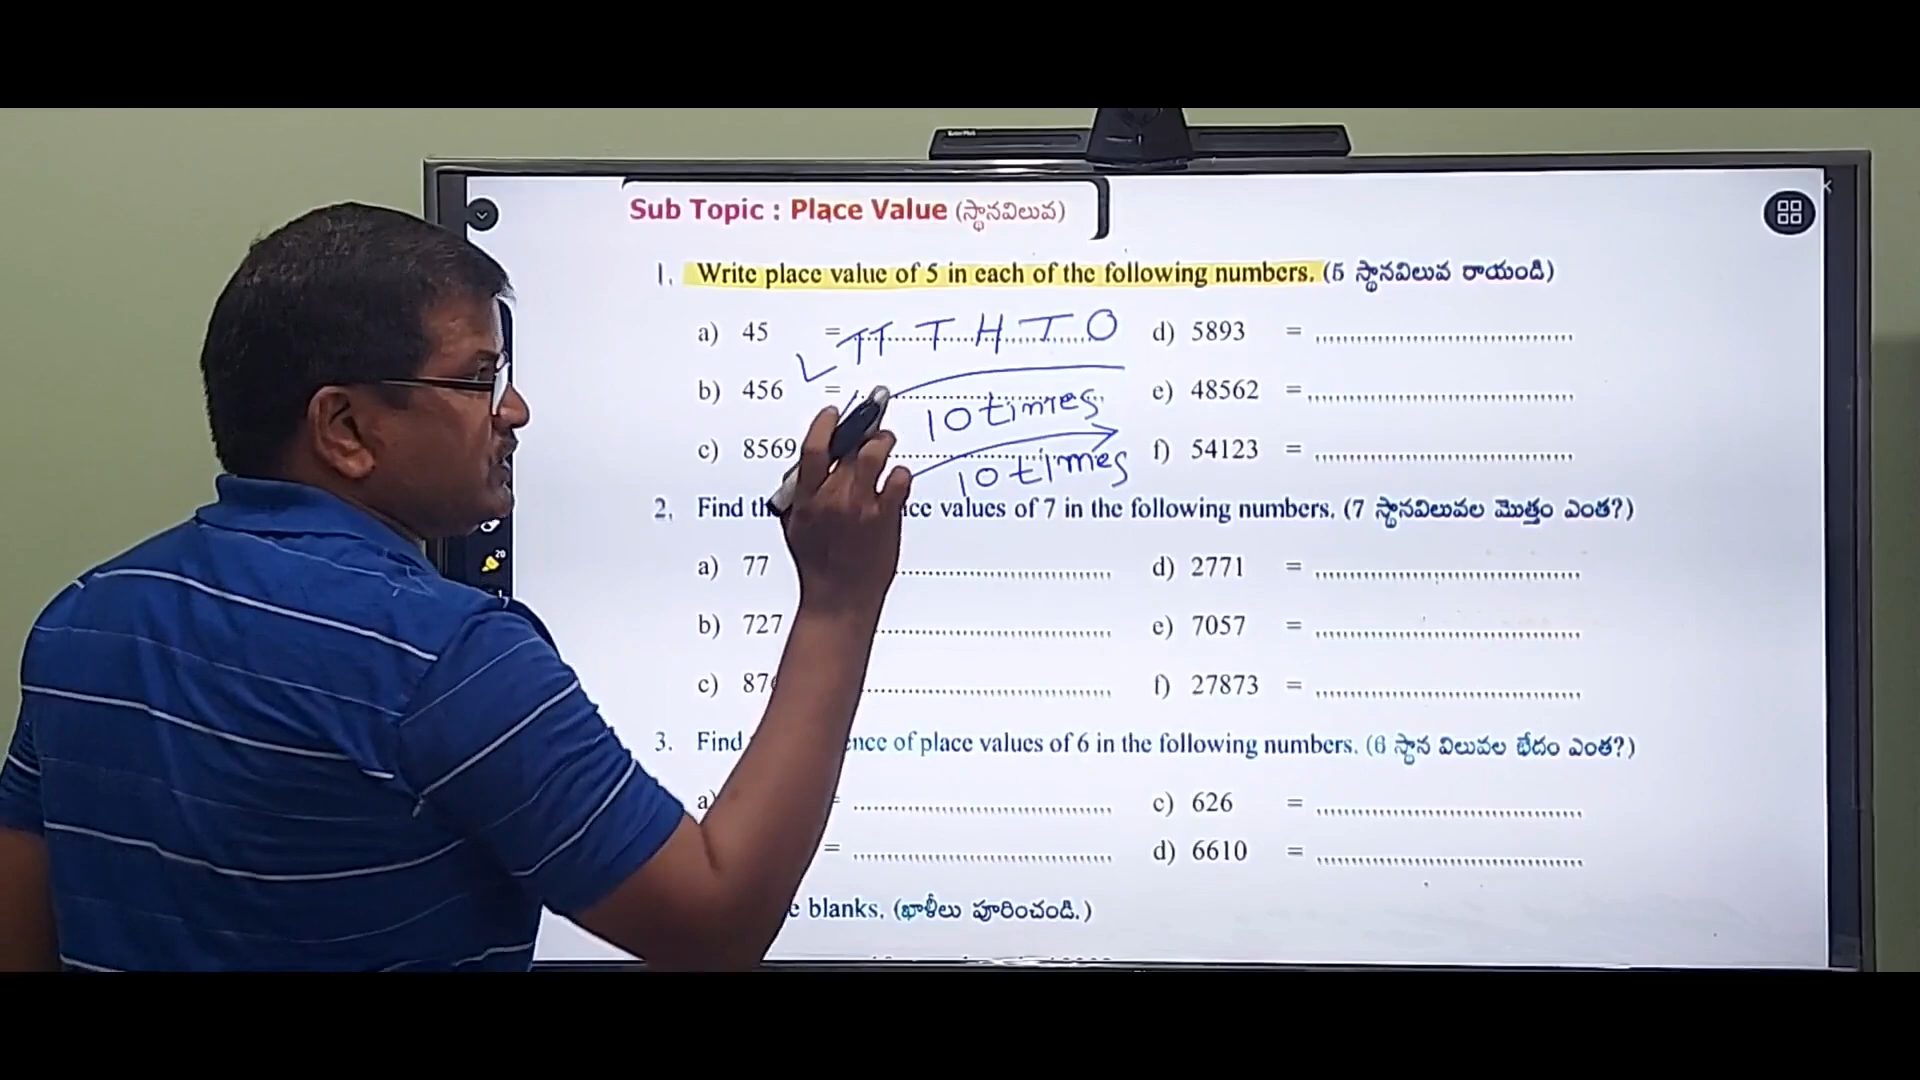 Sub Topic : Place Value (స్థానవిలువ)
1. Write place value of 5 in each of the following numbers. (5 స్థానవిలువ రాయండి)
a) 45 = TT T H T O d) 5893 = ...........
b) 456 = ........... e) 48562 = ...........
10 times
c) 8569 ........... f) 54123 = ...........
10 times
2. Find values of 7 in the following numbers. (7 స్థానవిలువల మొత్తం ఎంత?)
a) 77 ........... d) 2771 = ...........
b) 727 ........... e) 7057 = ...........
c) ........... f) 27873 = ...........
3. Find of place values of 6 in the following numbers. (6 స్థాన విలువల భేదం ఎంత?)
a) = ........... c) 626 = ...........
= ........... d) 6610 = ...........
blanks. (ఖాళీలు పూరించండి.)